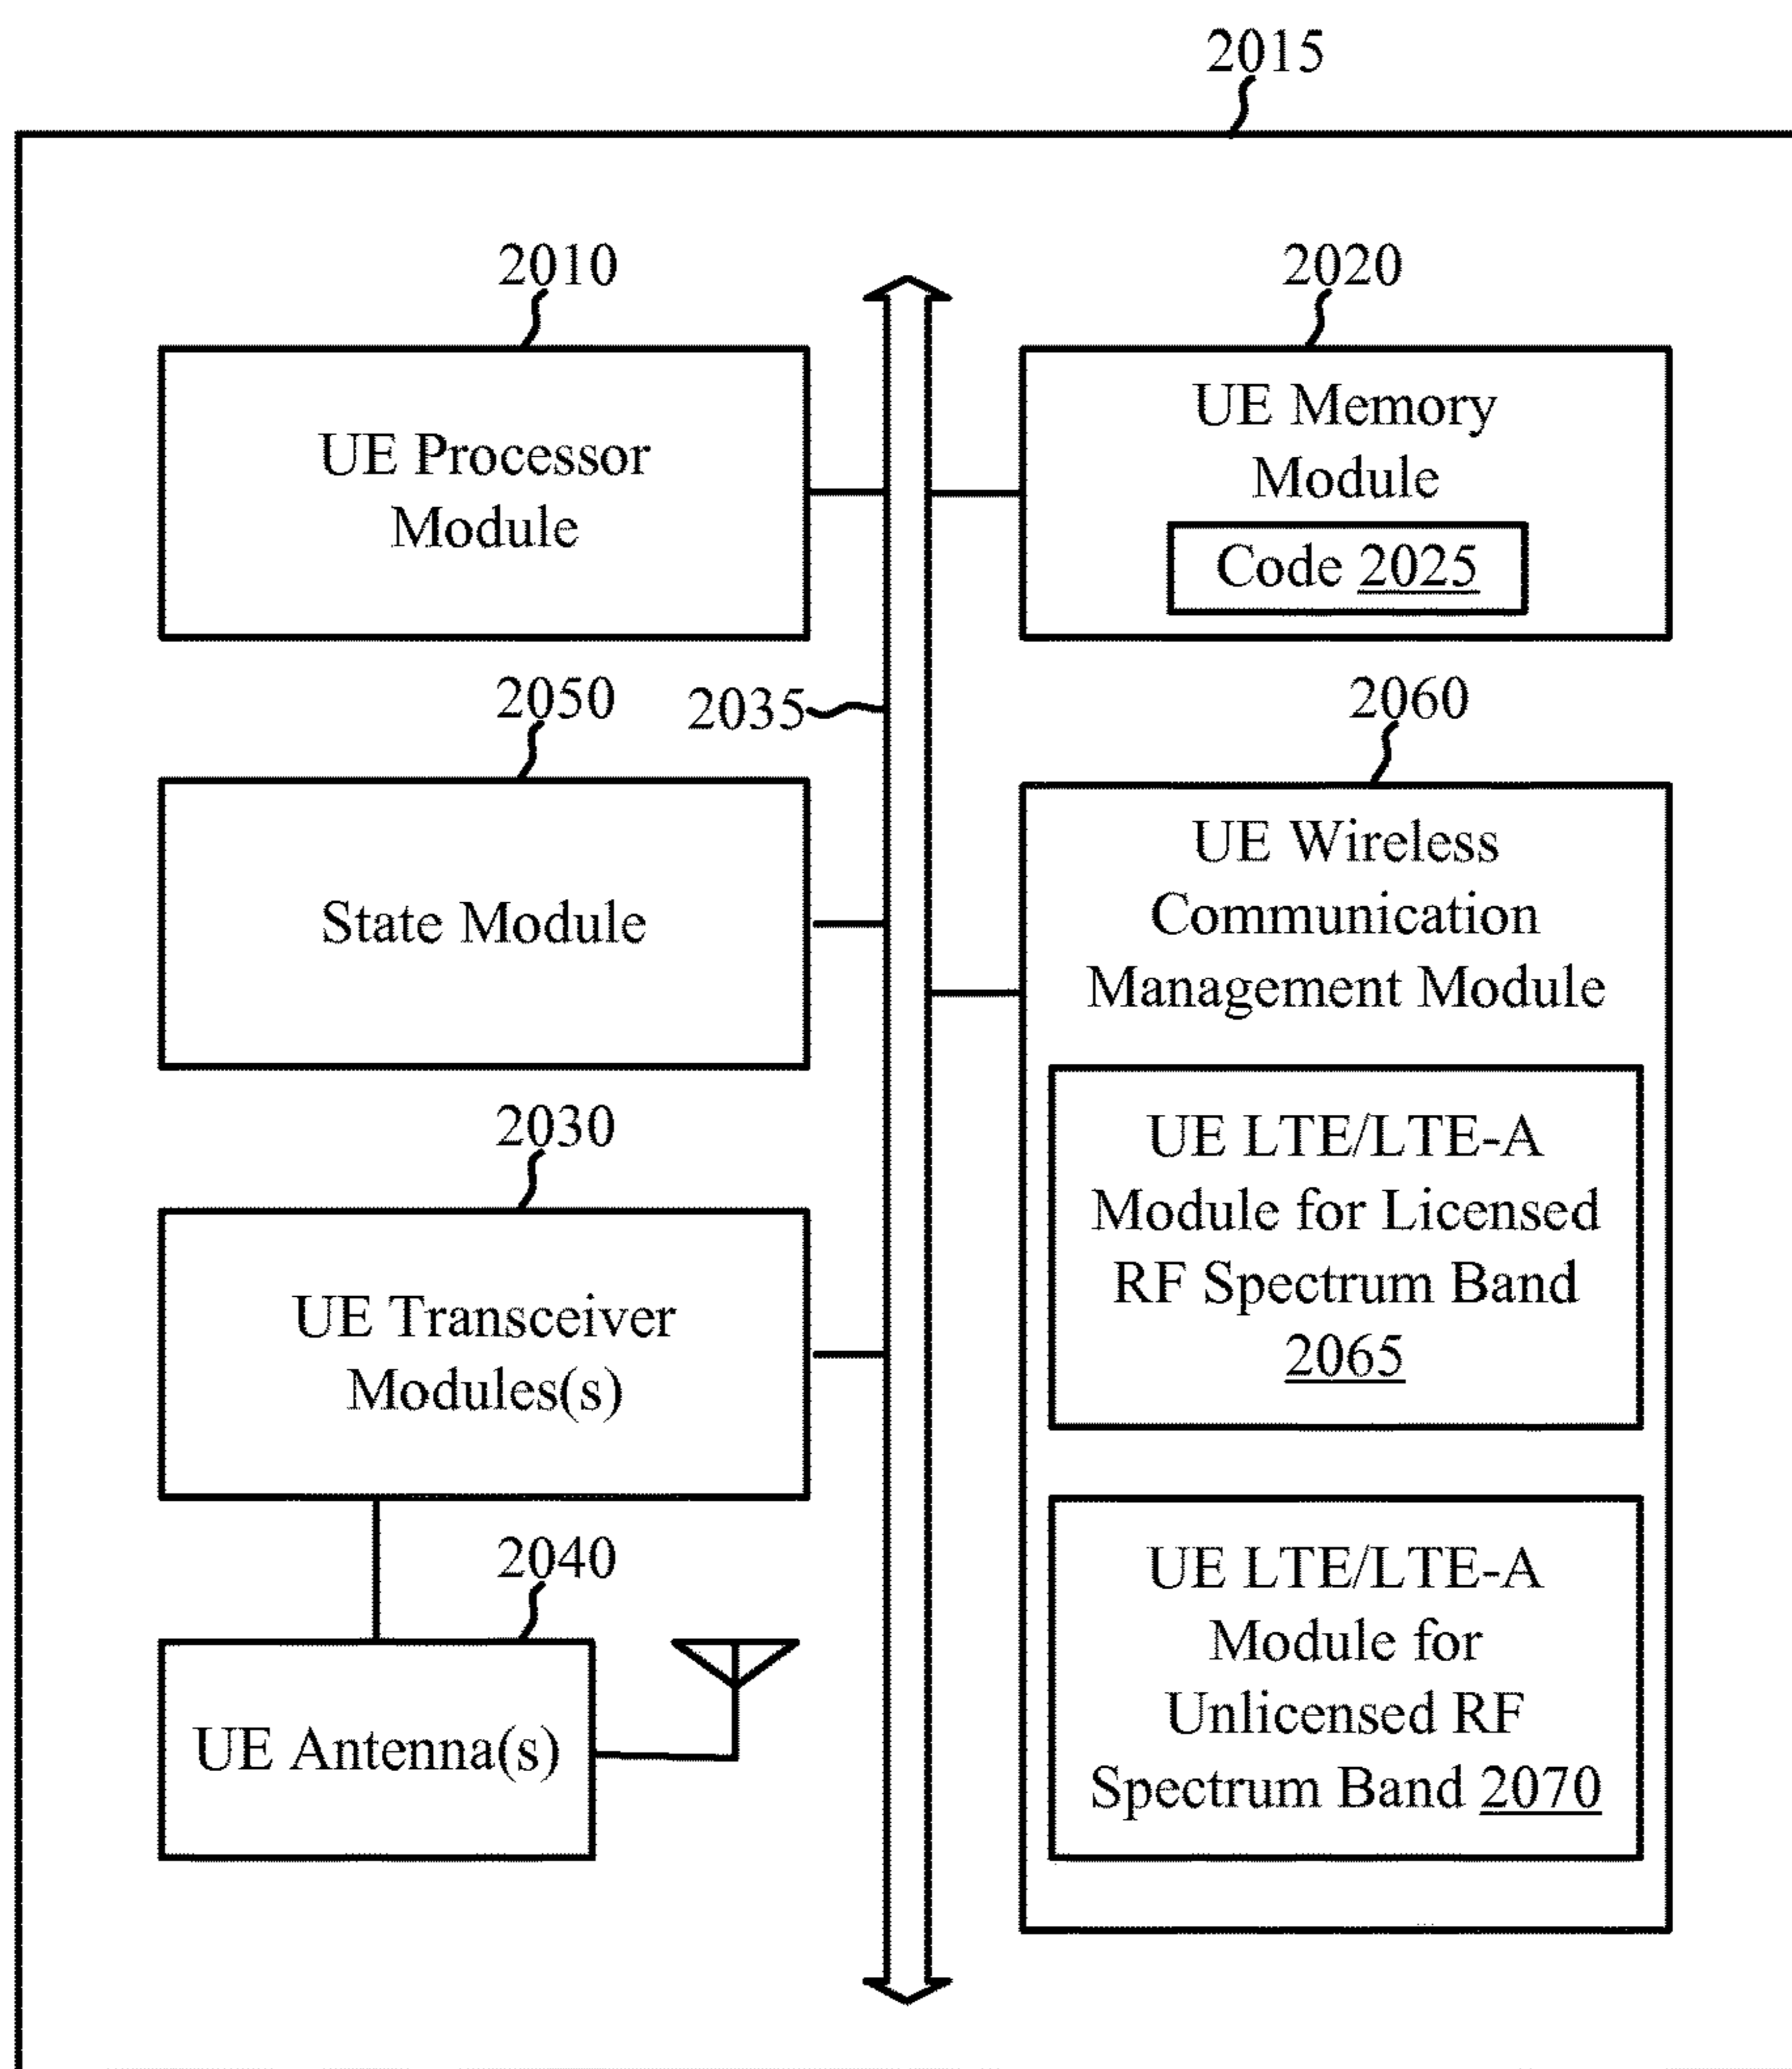 2015
2010
UE Processor
Module
2020
UE Memory
Module
Code 2025
2035
2050
State Module
2060
UE Wireless
Communication
Management Module
UE LTE/LTE-A
Module for Licensed
RF Spectrum Band
2065
UE LTE/LTE-A
Module for
Unlicensed RF
Spectrum Band 2070
2030
UE Transceiver
Modules(s)
2040
UE Antenna(s)